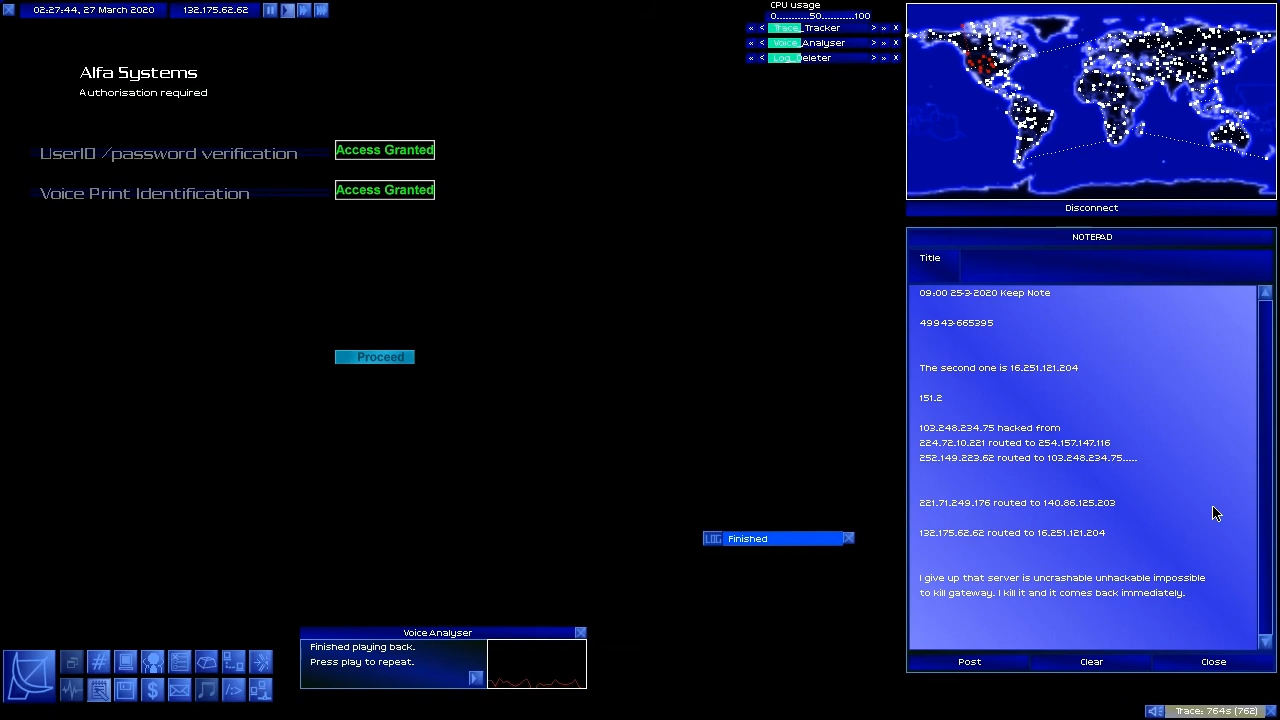 02:27:44, 27 March 2020
132.175.62.62
CPU usage
0..........50..........100
« < Trace_Tracker > » x
« < Voice_Analyser > » x
« < Log_Deleter > » x
Alfa Systems
Authorisation required
UserID /password verification
Access Granted
Voice Print Identification
Access Granted
Proceed
Disconnect
NOTEPAD
Title
09:00 25-3-2020 Keep Note
49943-665395
The second one is 16.251.121.204
151.2
103.248.234.75 hacked from
224.72.10.221 routed to 254.157.147.116
252.149.223.62 routed to 103.248.234.75.....
221.71.249.176 routed to 140.86.125.203
132.175.62.62 routed to 16.251.121.204
I give up that server is uncrashable unhackable impossible
to kill gateway. I kill it and it comes back immediately.
Post
Clear
Close
LOG
Finished
Voice Analyser
Finished playing back.
Press play to repeat.
Trace: 764s (762)